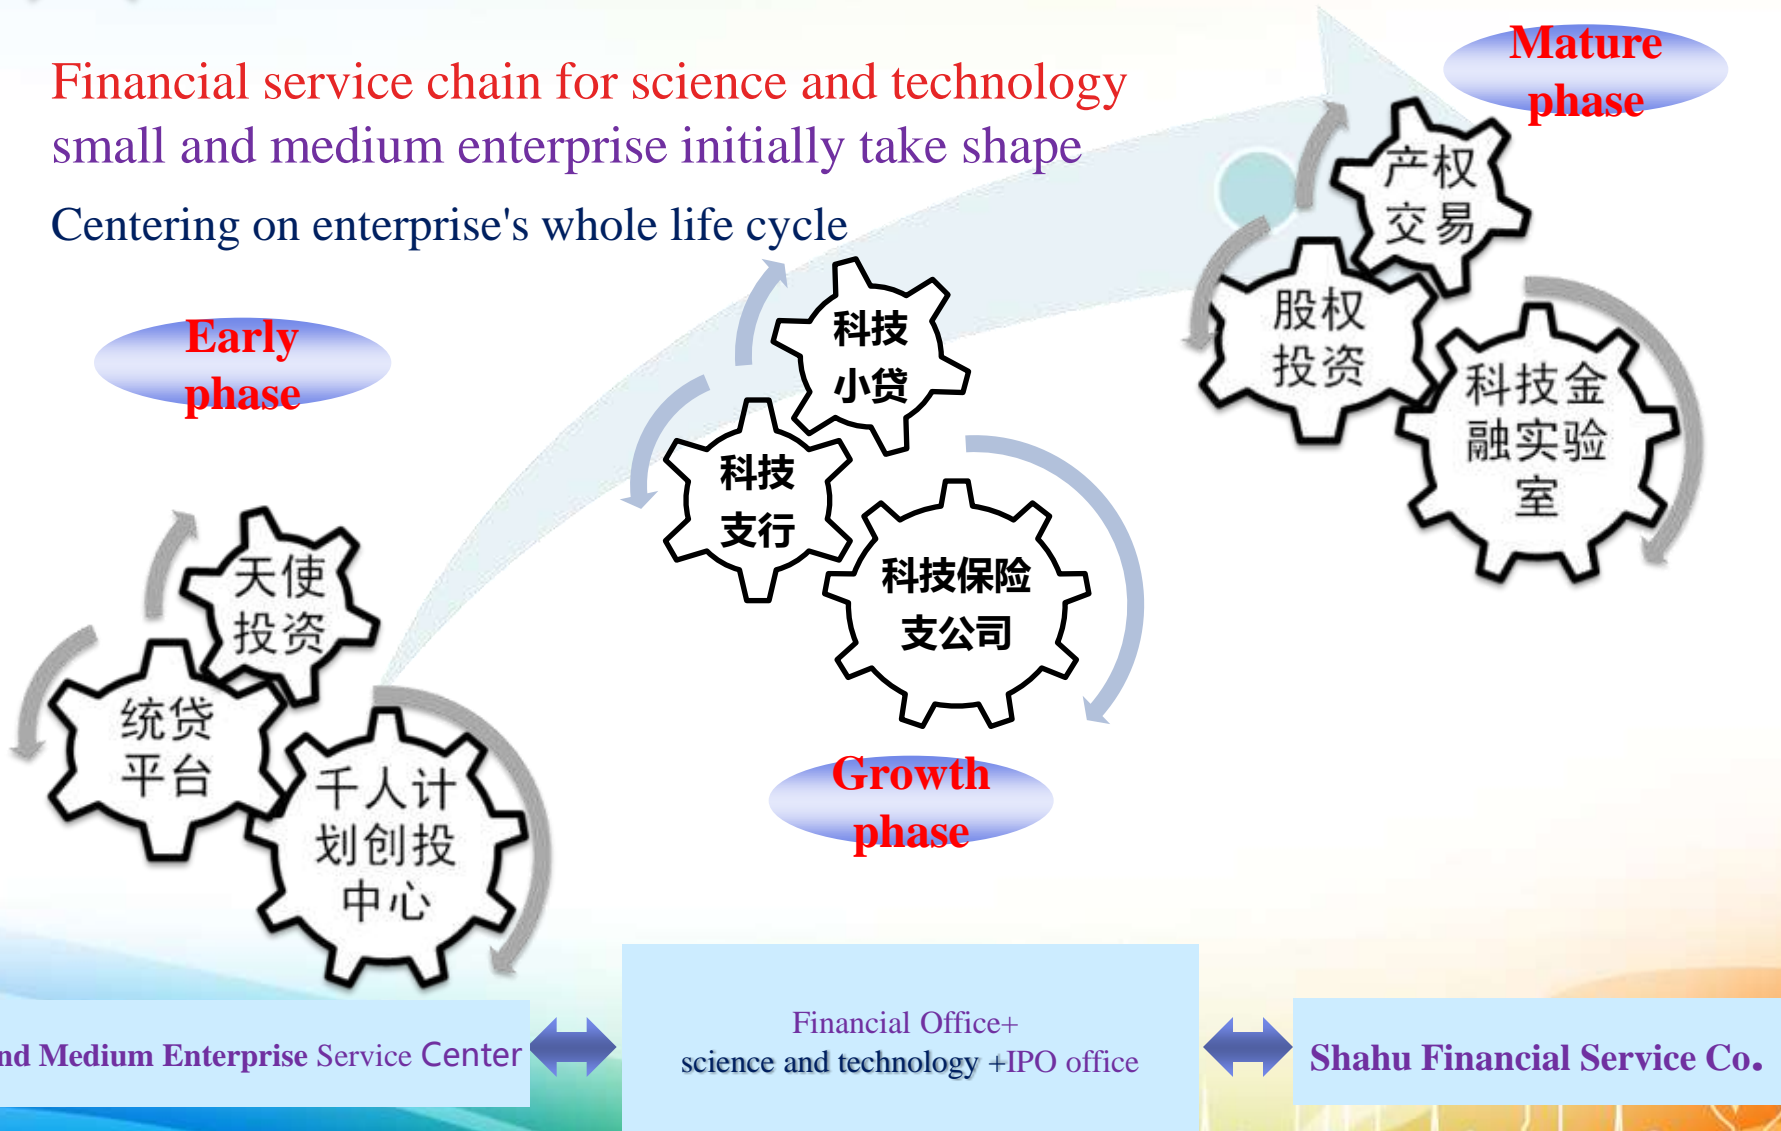 Financial service chain for science and technology
small and medium enterprise initially take shape
Centering on enterprise's whole life cycle
Early
phase
天使
投资
统贷
平台
千人计
划创投
中心
科技
小贷
科技
支行
科技保险
支公司
Growth
phase
Mature
phase
产权
交易
股权
投资
科技金
融实验
室
Medium Enterprise Service Center
Financial Office+
science and technology +IPO office
Shahu Financial Service Co.